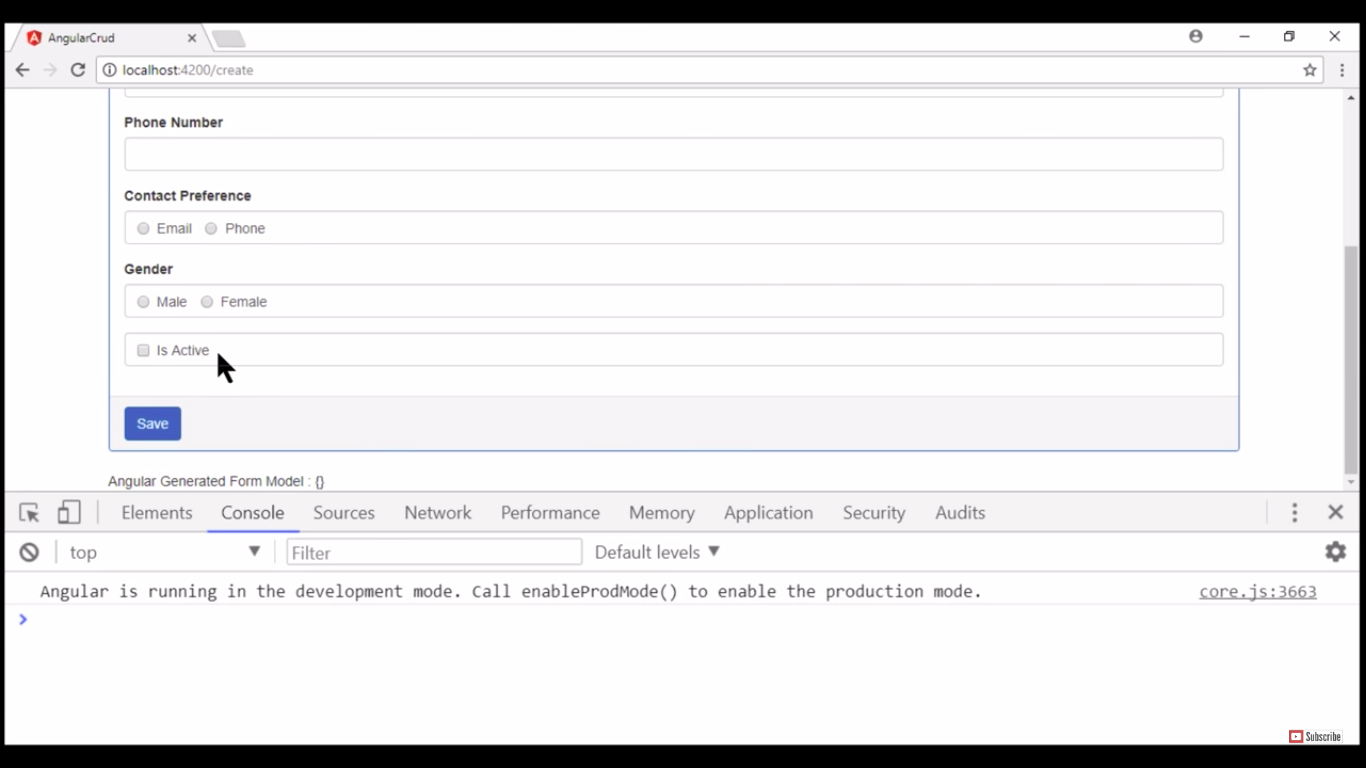 AngularCrud
localhost:4200/create
Phone Number
Contact Preference
Email Phone
Gender
Male Female
Is Active
Save
Angular Generated Form Model : {}
Elements Console Sources Network Performance Memory Application Security Audits
top Filter Default levels
Angular is running in the development mode. Call enableProdMode() to enable the production mode. core.js:3663
Subscribe